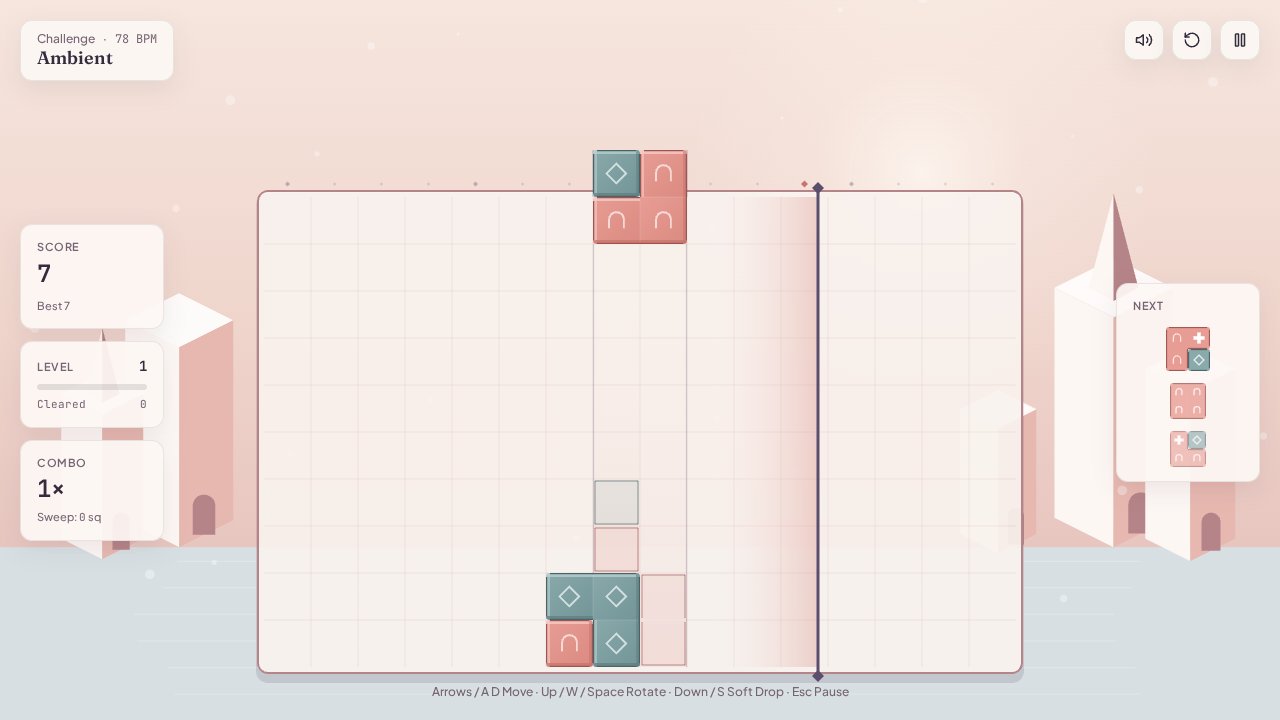 Challenge · 78 BPM
Ambient
SCORE
7
Best 7
LEVEL 1
Cleared 0
COMBO
1×
Sweep: 0 sq
NEXT
Arrows / A D Move · Up / W / Space Rotate · Down / S Soft Drop · Esc Pause